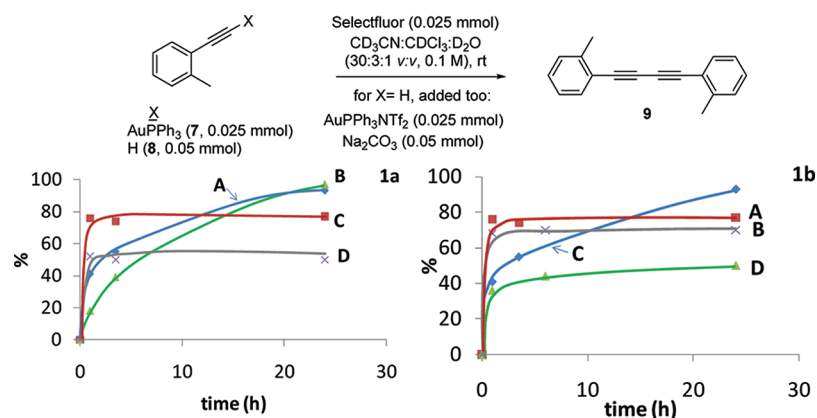 X
Selectfluor (0.025 mmol)
CD3CN:CDCl3:D2O
(30:3:1 v:v, 0.1 M), rt
for X= H, added too:
AuPPh3NTf2 (0.025 mmol)
Na2CO3 (0.05 mmol)
9
X
AuPPh3 (7, 0.025 mmol)
H (8, 0.05 mmol)
1a
100
80
60
40
20
0
%
A
B
C
D
0 10 20 30
time (h)
1b
100
80
60
40
20
0
%
A
B
C
D
0 10 20 30
time (h)